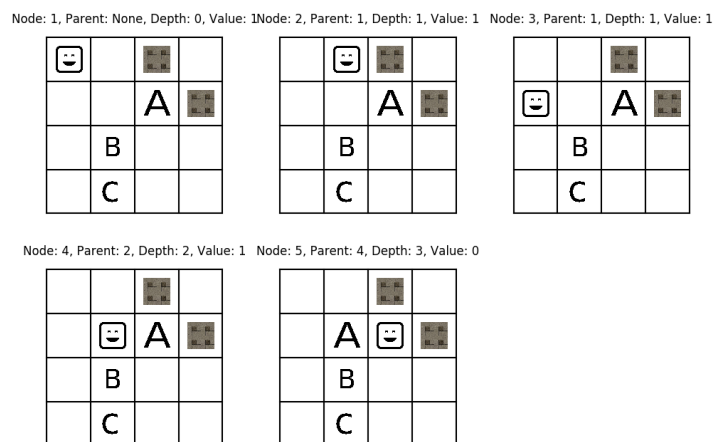 Node: 1, Parent: None, Depth: 0, Value: 1
Node: 2, Parent: 1, Depth: 1, Value: 1
Node: 3, Parent: 1, Depth: 1, Value: 1
A
A
A
B
B
B
C
C
C
Node: 4, Parent: 2, Depth: 2, Value: 1
Node: 5, Parent: 4, Depth: 3, Value: 0
A
A
B
B
C
C